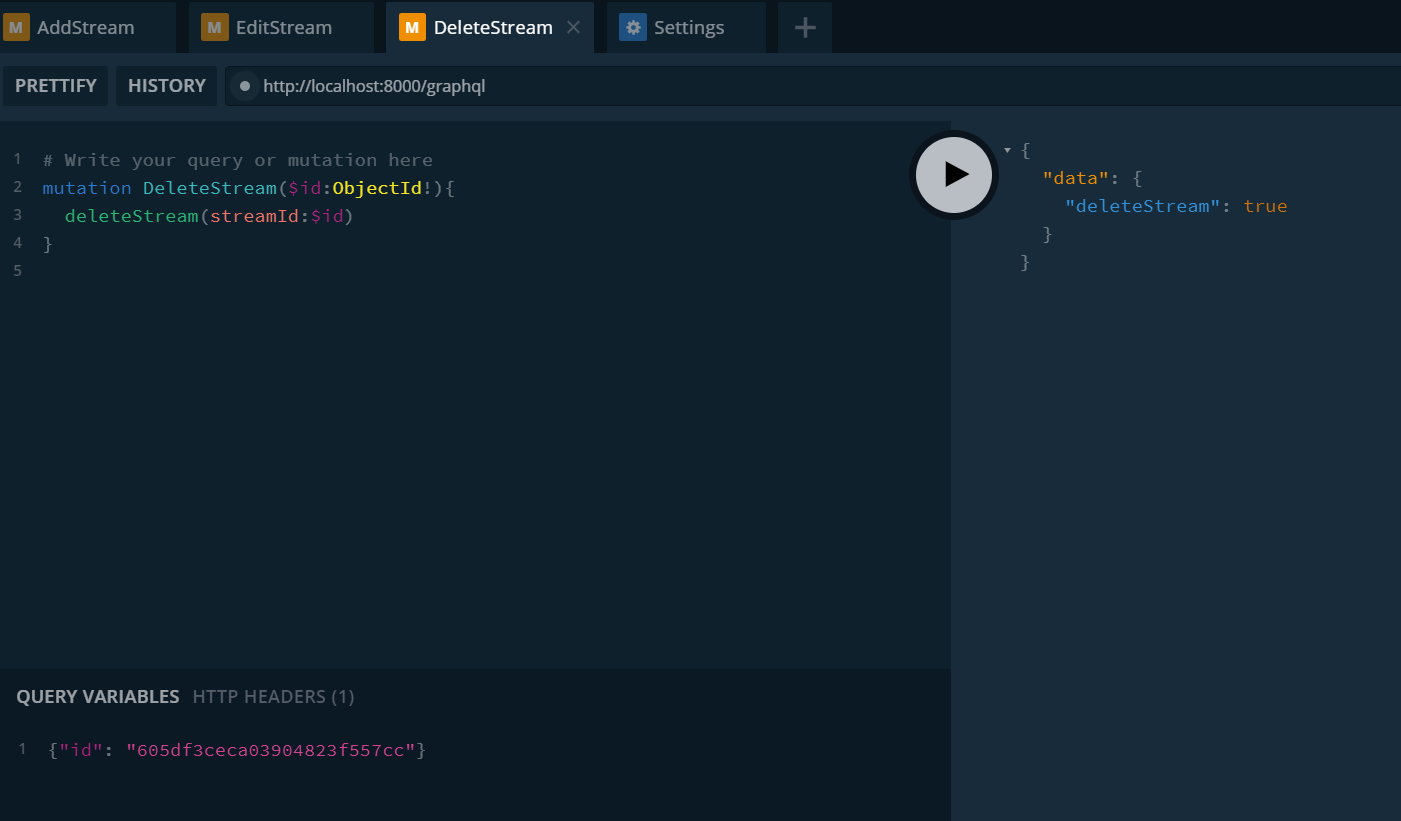 M AddStream M EditStream M DeleteStream Settings
PRETTIFY HISTORY http://localhost:8000/graphql
1 # Write your query or mutation here
2 mutation DeleteStream($id:ObjectId!){
3 deleteStream(streamId:$id)
4 }
5
{
"data": {
"deleteStream": true
}
}
QUERY VARIABLES HTTP HEADERS (1)
1 {"id": "605df3ceca03904823f557cc"}